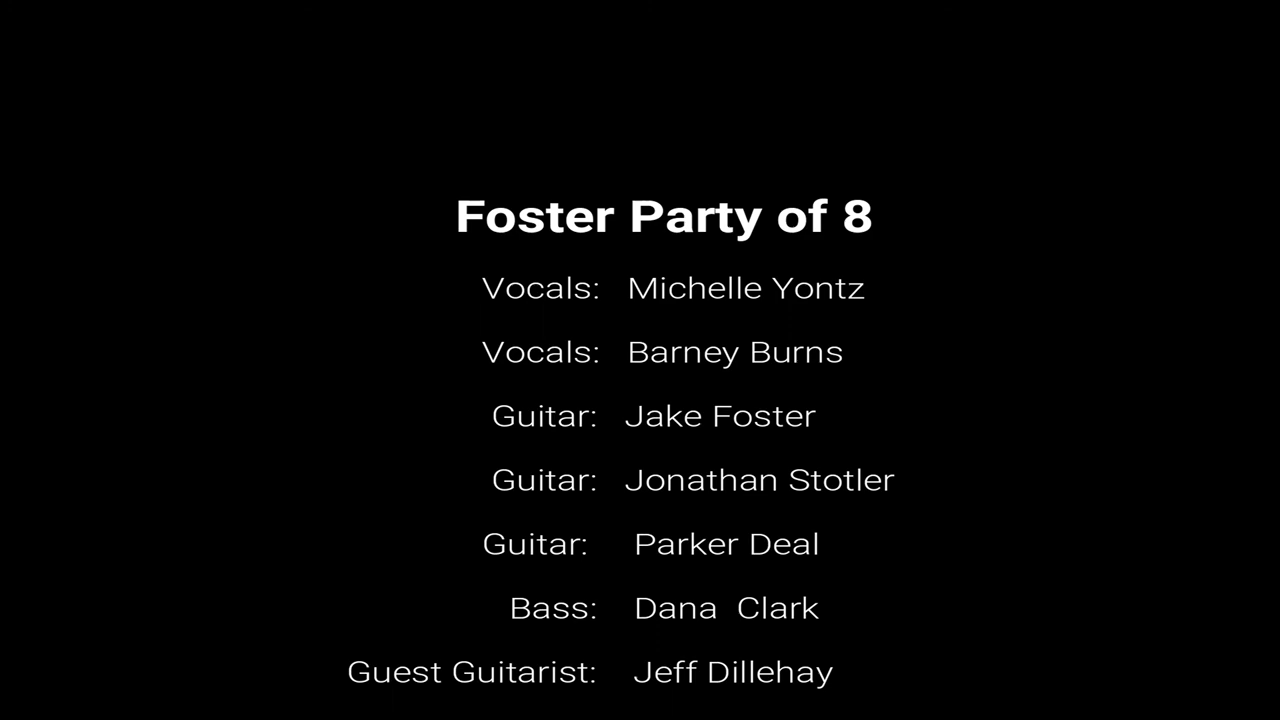 Foster Party of 8
Vocals: Michelle Yontz
Vocals: Barney Burns
Guitar: Jake Foster
Guitar: Jonathan Stotler
Guitar: Parker Deal
Bass: Dana Clark
Guest Guitarist: Jeff Dillehay